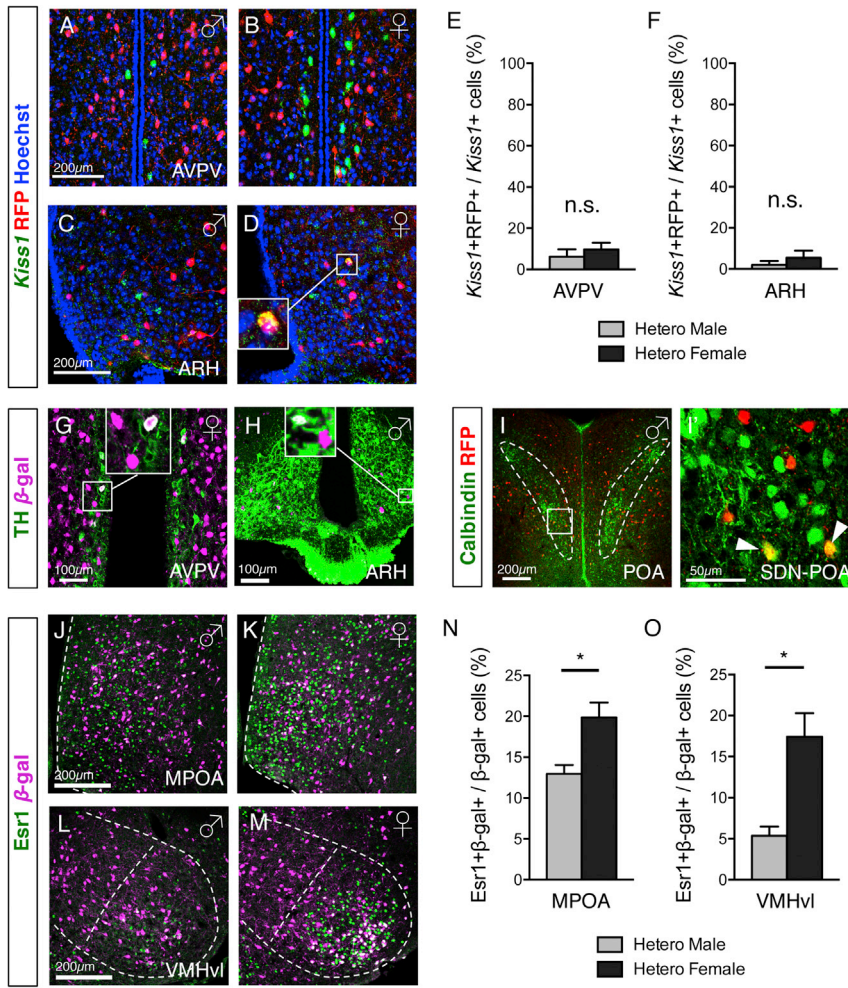 Kiss1 RFP Hoechst
A ♂
200μm AVPV
B ♀
C ♂
200μm ARH
D ♀
E
Kiss1+RFP+ / Kiss1+ cells (%)
100
80
60
40
20
0
n.s.
AVPV
F
Kiss1+RFP+ / Kiss1+ cells (%)
100
80
60
40
20
0
n.s.
ARH
Hetero Male
Hetero Female
TH β-gal
G ♀
100μm AVPV
H ♂
100μm ARH
Calbindin RFP
I ♂
200μm POA
I'
50μm SDN-POA
Esr1 β-gal
J ♂
200μm MPOA
K ♀
L ♂
200μm VMHvl
M ♀
N
Esr1+β-gal+ / β-gal+ cells (%)
25
20
15
10
5
0
*
MPOA
O
Esr1+β-gal+ / β-gal+ cells (%)
25
20
15
10
5
0
*
VMHvl
Hetero Male
Hetero Female